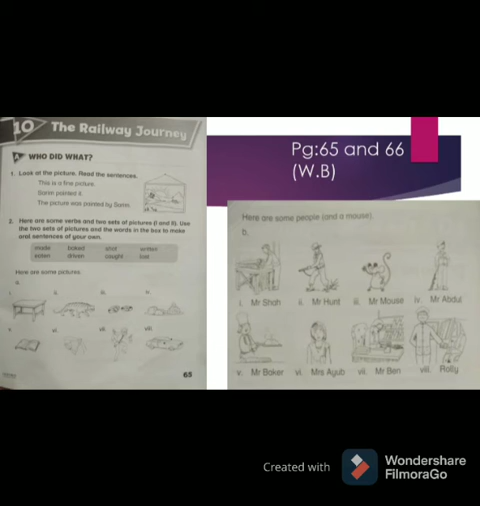 10 The Railway Journey
A WHO DID WHAT?
1. Look at the picture. Read the sentences.
This is a fine picture.
Sarim painted it.
The picture was painted by Sarim.
2. Here are some verbs and two sets of pictures (I and II). Use
the two sets of pictures and the words in the box to make
oral sentences of your own.
made baked shot written
eaten driven caught lost
Here are some pictures.
a.
i. ii. iii. iv.
v. vi. vii. viii.
65
Pg:65 and 66
(W.B)
Here are some people (and a mouse).
b.
i. Mr Shah ii. Mr Hunt iii. Mr Mouse iv. Mr Abdul
v. Mr Baker vi. Mrs Ayub vii. Mr Ben viii. Rolly
Created with
Wondershare
FilmoraGo